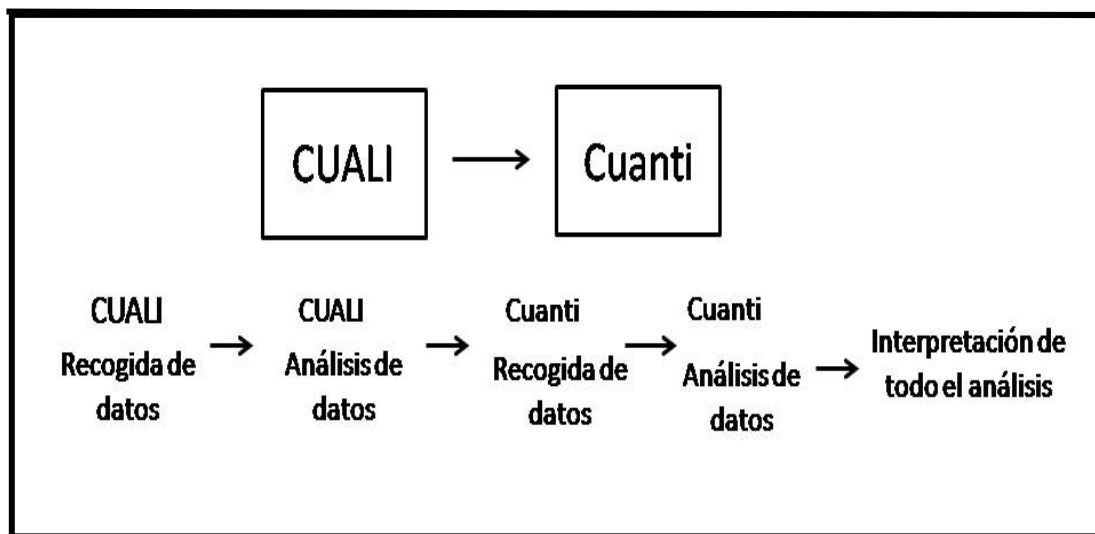 CUALI
Cuanti
CUALI
Recogida de
datos
CUALI
Análisis de
datos
Cuanti
Recogida de
datos
Cuanti
Análisis de
datos
Interpretación de
todo el análisis